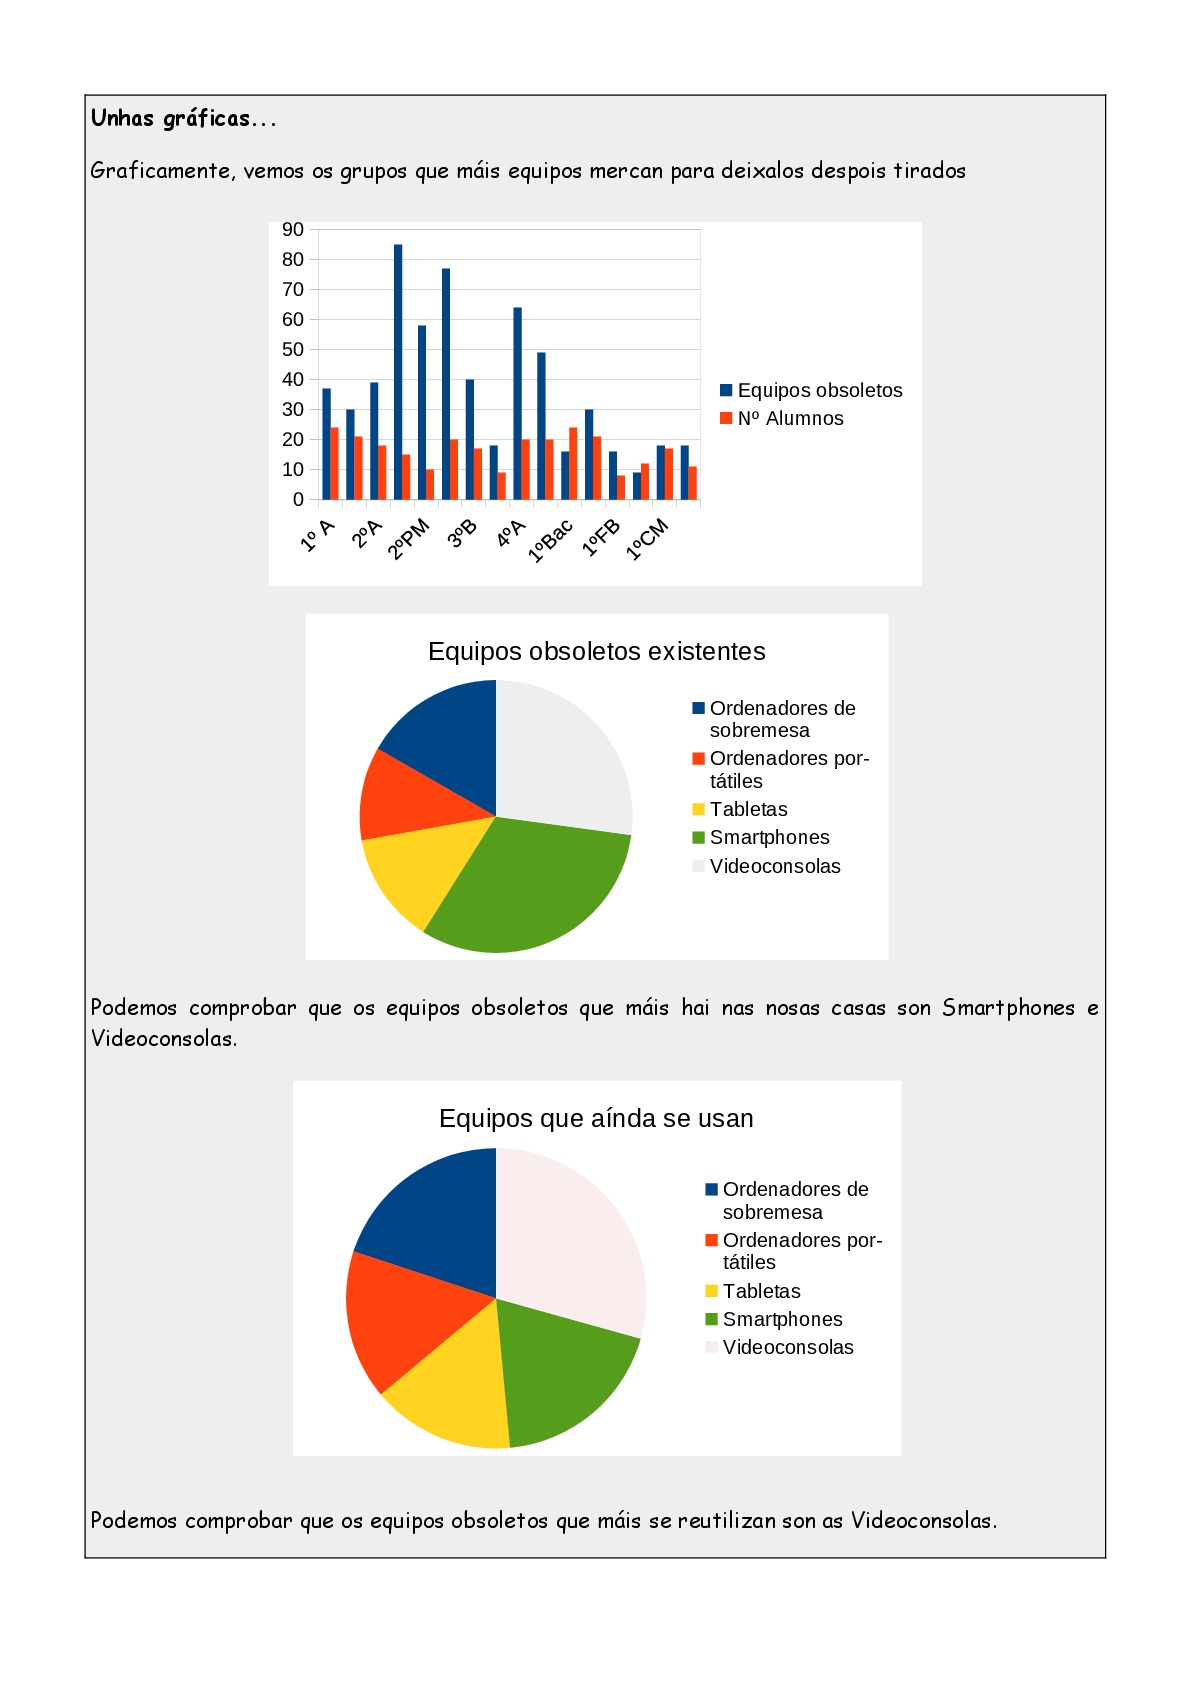 Unhas gráficas...
Graficamente, vemos os grupos que máis equipos mercan para deixalos despois tirados
90
80
70
60
50
40
30
20
10
0
1º A
2ºA
2ºPM
3ºB
4ºA
1ºBac
1ºFB
1ºCM
Equipos obsoletos
Nº Alumnos
Equipos obsoletos existentes
Ordenadores de
sobremesa
Ordenadores por-
tátiles
Tabletas
Smartphones
Videoconsolas
Podemos comprobar que os equipos obsoletos que máis hai nas nosas casas son Smartphones e
Videoconsolas.
Equipos que aínda se usan
Ordenadores de
sobremesa
Ordenadores por-
tátiles
Tabletas
Smartphones
Videoconsolas
Podemos comprobar que os equipos obsoletos que máis se reutilizan son as Videoconsolas.